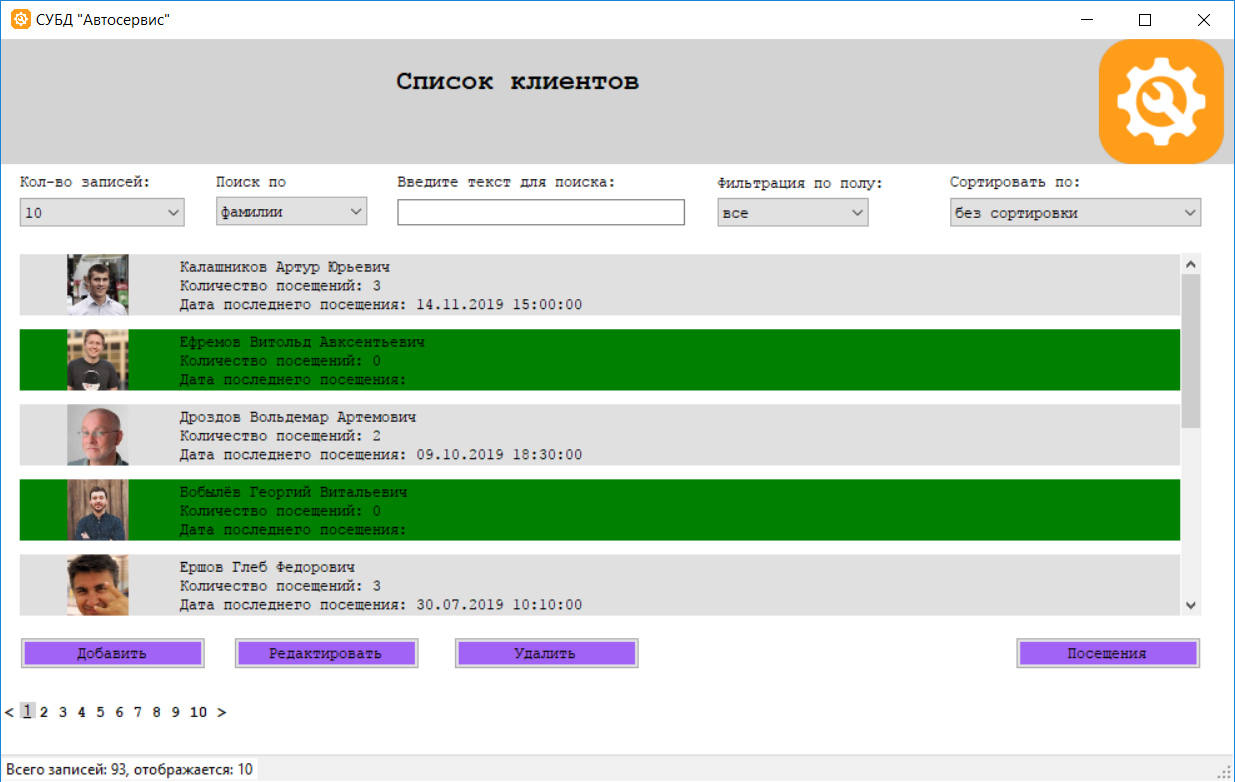 СУБД "Автосервис"
Список клиентов
Кол-во записей: Поиск по Введите текст для поиска: Фильтрация по полу: Сортировать по:
10 фамилии все без сортировки
Калашников Артур Юрьевич
Количество посещений: 3
Дата последнего посещения: 14.11.2019 15:00:00
Ефремов Витольд Авксентьевич
Количество посещений: 0
Дата последнего посещения:
Дроздов Вольдемар Артемович
Количество посещений: 2
Дата последнего посещения: 09.10.2019 18:30:00
Бобылёв Георгий Витальевич
Количество посещений: 0
Дата последнего посещения:
Ершов Глеб Федорович
Количество посещений: 3
Дата последнего посещения: 30.07.2019 10:10:00
Добавить Редактировать Удалить Посещения
< 1 2 3 4 5 6 7 8 9 10 >
Всего записей: 93, отображается: 10